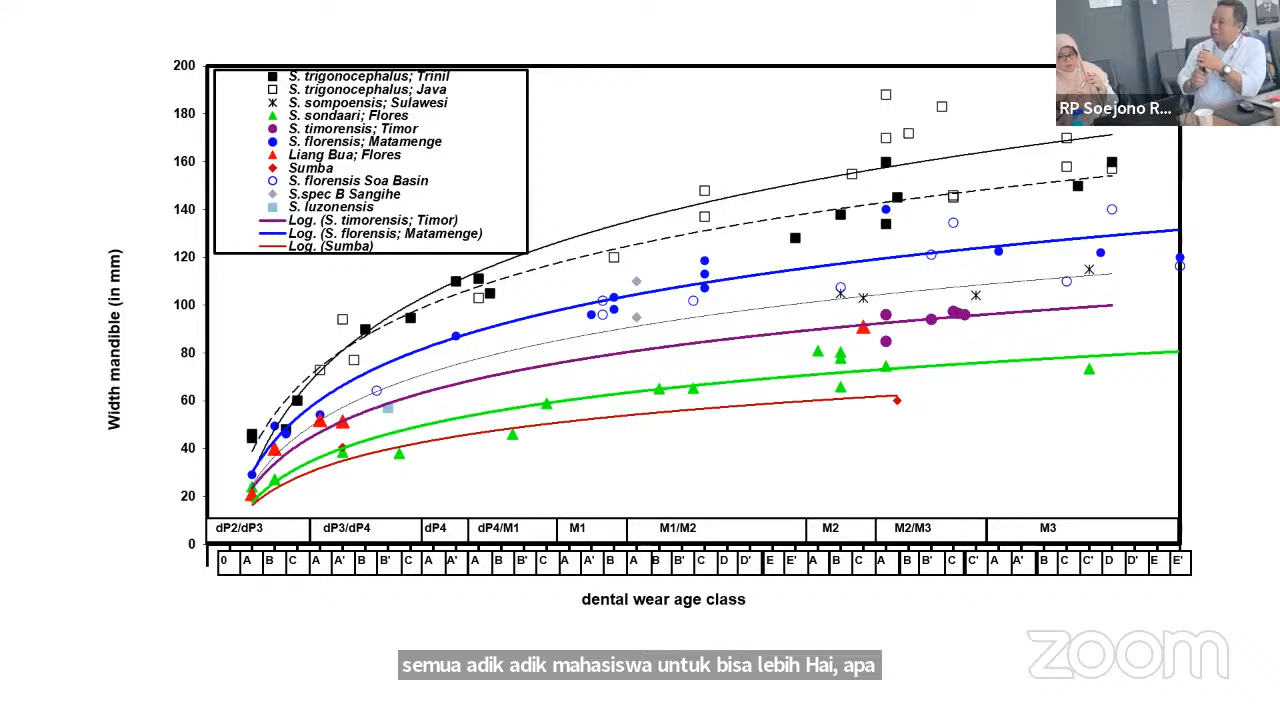 RP Soejono R...
200
180
160
140
120
100
80
60
40
20
0
Width mandible (in mm)
S. trigonocephalus; Trinil
S. trigonocephalus; Java
S. sompoensis; Sulawesi
S. sondaari; Flores
S. timorensis; Timor
S. florensis; Matamenge
Liang Bua; Flores
Sumba
S. florensis Soa Basin
S.spec B Sangihe
S. luzonensis
Log. (S. timorensis; Timor)
Log. (S. florensis; Matamenge)
Log. (Sumba)
dP2/dP3 dP3/dP4 dP4 dP4/M1 M1 M1/M2 M2 M2/M3 M3
0 A B C A A' B B' C A A' A B B' C A A' B A B B' C D D' E E' A B C A B B' C C' A A' B C C' D D' E E'
dental wear age class
semua adik adik mahasiswa untuk bisa lebih Hai, apa
zoom